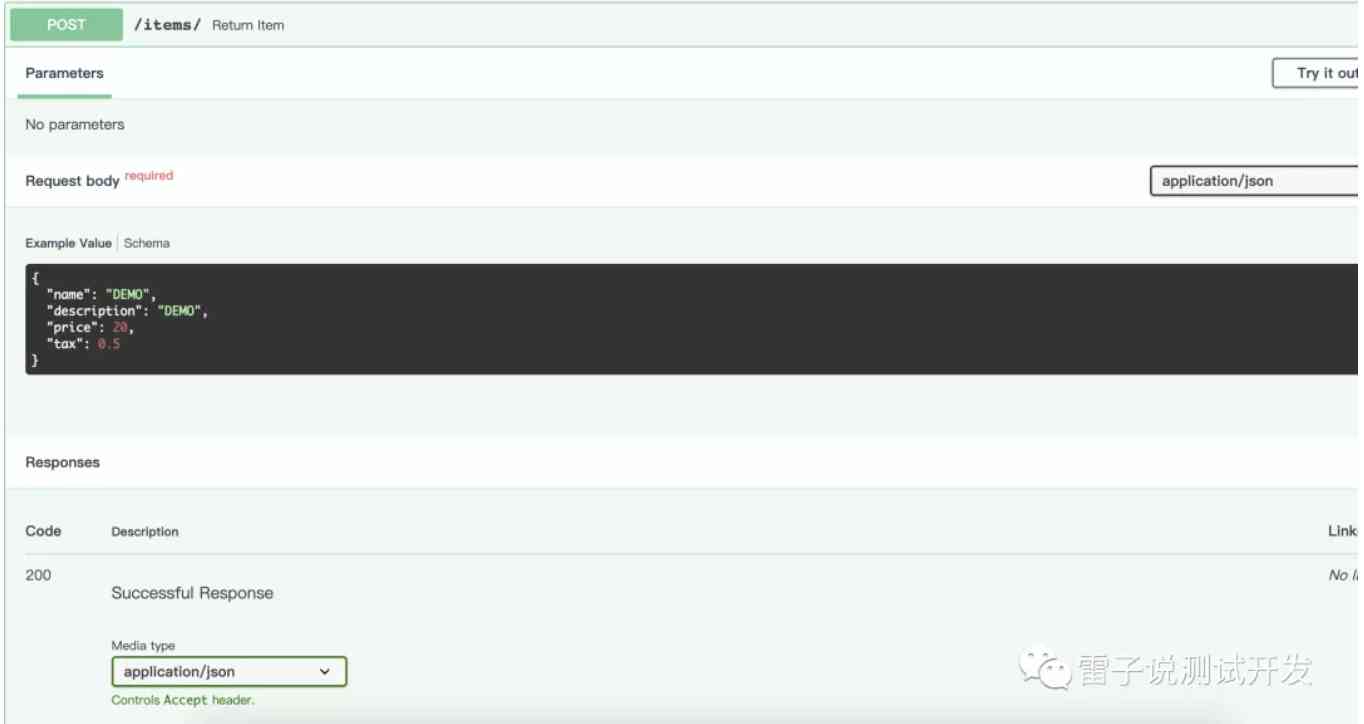 POST /items/ Return Item
Parameters
Try it out
No parameters
Request body required
application/json
Example Value Schema
{
"name": "DEMO",
"description": "DEMO",
"price": 20,
"tax": 0.5
}
Responses
Code Description Link
200
Successful Response
No li
Media type
application/json
Controls Accept header.
雷子说测试开发